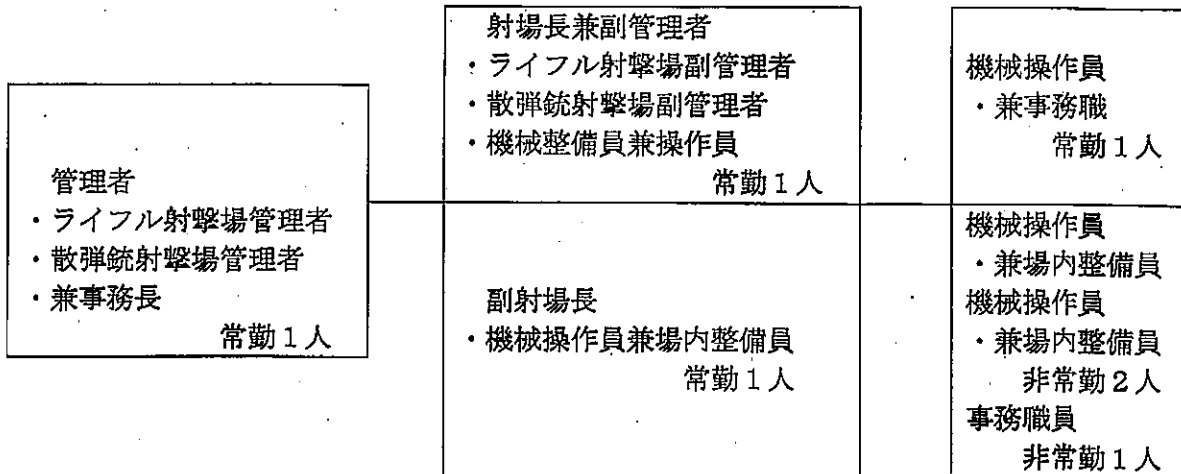 管理者
・ライフル射撃場管理者
・散弾銃射撃場管理者
・兼事務長
常勤1人
射場長兼副管理者
・ライフル射撃場副管理者
・散弾銃射撃場副管理者
・機械整備員兼操作員
常勤1人
副射場長
・機械操作員兼場内整備員
常勤1人
機械操作員
・兼事務職
常勤1人
機械操作員
・兼場内整備員
機械操作員
・兼場内整備員
非常勤2人
事務職員
非常勤1人